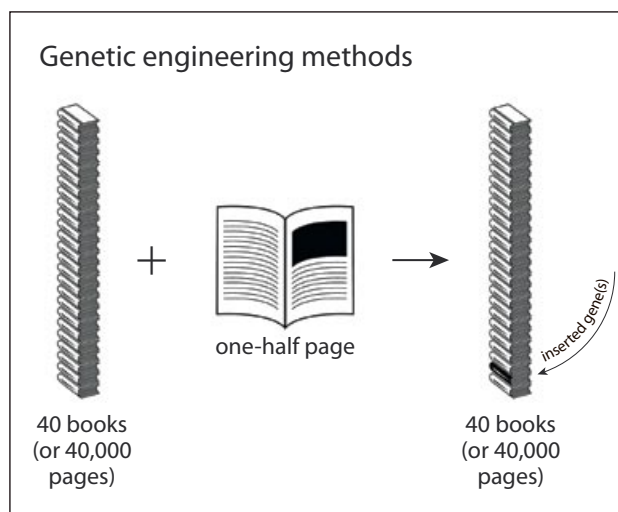 Genetic engineering methods
one-half page
inserted gene(s)
40 books
(or 40,000
pages)
40 books
(or 40,000
pages)